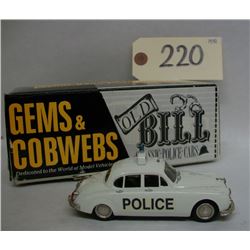 220
GEMS &
COBWEBS
Dedicated to the World of Model Vehicles
OLD
BILL
POLICE CARS
POLICE